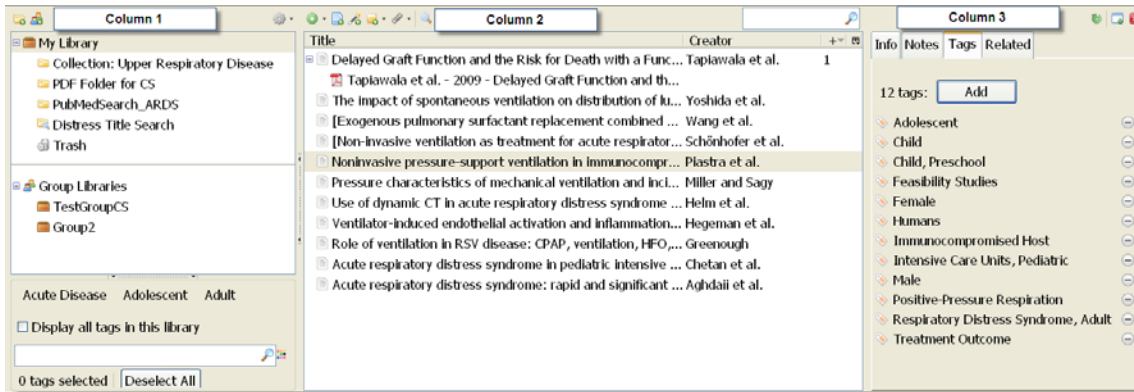 Column 1
My Library
Collection: Upper Respiratory Disease
PDF Folder for CS
PubMedSearch_ARDS
Distress Title Search
Trash
Group Libraries
TestGroupCS
Group2
Acute Disease Adolescent Adult
Display all tags in this library
0 tags selected Deselect All
Column 2
Title Creator +
Delayed Graft Function and the Risk for Death with a Func... Tapiawala et al. 1
Tapiawala et al. - 2009 - Delayed Graft Function and th...
The impact of spontaneous ventilation on distribution of lu... Yoshida et al.
[Exogenous pulmonary surfactant replacement combined ... Wang et al.
[Non-invasive ventilation as treatment for acute respirator... Schönhofer et al.
Noninvasive pressure-support ventilation in immunocompr... Piastra et al.
Pressure characteristics of mechanical ventilation and inci... Miller and Sagy
Use of dynamic CT in acute respiratory distress syndrome ... Helm et al.
Ventilator-induced endothelial activation and inflammation... Hegeman et al.
Role of ventilation in RSV disease: CPAP, ventilation, HFO,... Greenough
Acute respiratory distress syndrome in pediatric intensive ... Chetan et al.
Acute respiratory distress syndrome: rapid and significant ... Aghdaii et al.
Column 3
Info Notes Tags Related
12 tags: Add
Adolescent
Child
Child, Preschool
Feasibility Studies
Female
Humans
Immunocompromised Host
Intensive Care Units, Pediatric
Male
Positive-Pressure Respiration
Respiratory Distress Syndrome, Adult
Treatment Outcome